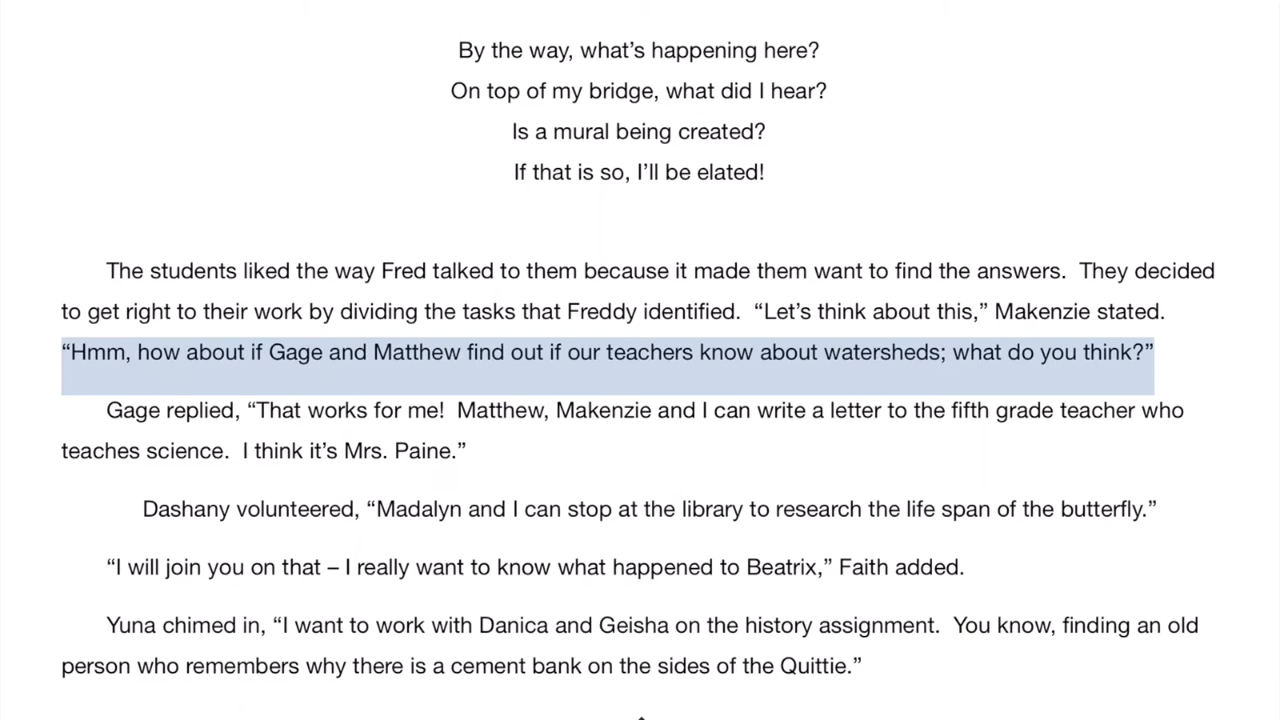 By the way, what’s happening here?
On top of my bridge, what did I hear?
Is a mural being created?
If that is so, I’ll be elated!
The students liked the way Fred talked to them because it made them want to find the answers.  They decided
to get right to their work by dividing the tasks that Freddy identified.  “Let’s think about this,” Makenzie stated.
“Hmm, how about if Gage and Matthew find out if our teachers know about watersheds; what do you think?”
Gage replied, “That works for me!  Matthew, Makenzie and I can write a letter to the fifth grade teacher who
teaches science.  I think it’s Mrs. Paine.”
Dashany volunteered, “Madalyn and I can stop at the library to research the life span of the butterfly.”
“I will join you on that – I really want to know what happened to Beatrix,” Faith added.
Yuna chimed in, “I want to work with Danica and Geisha on the history assignment.  You know, finding an old
person who remembers why there is a cement bank on the sides of the Quittie.”